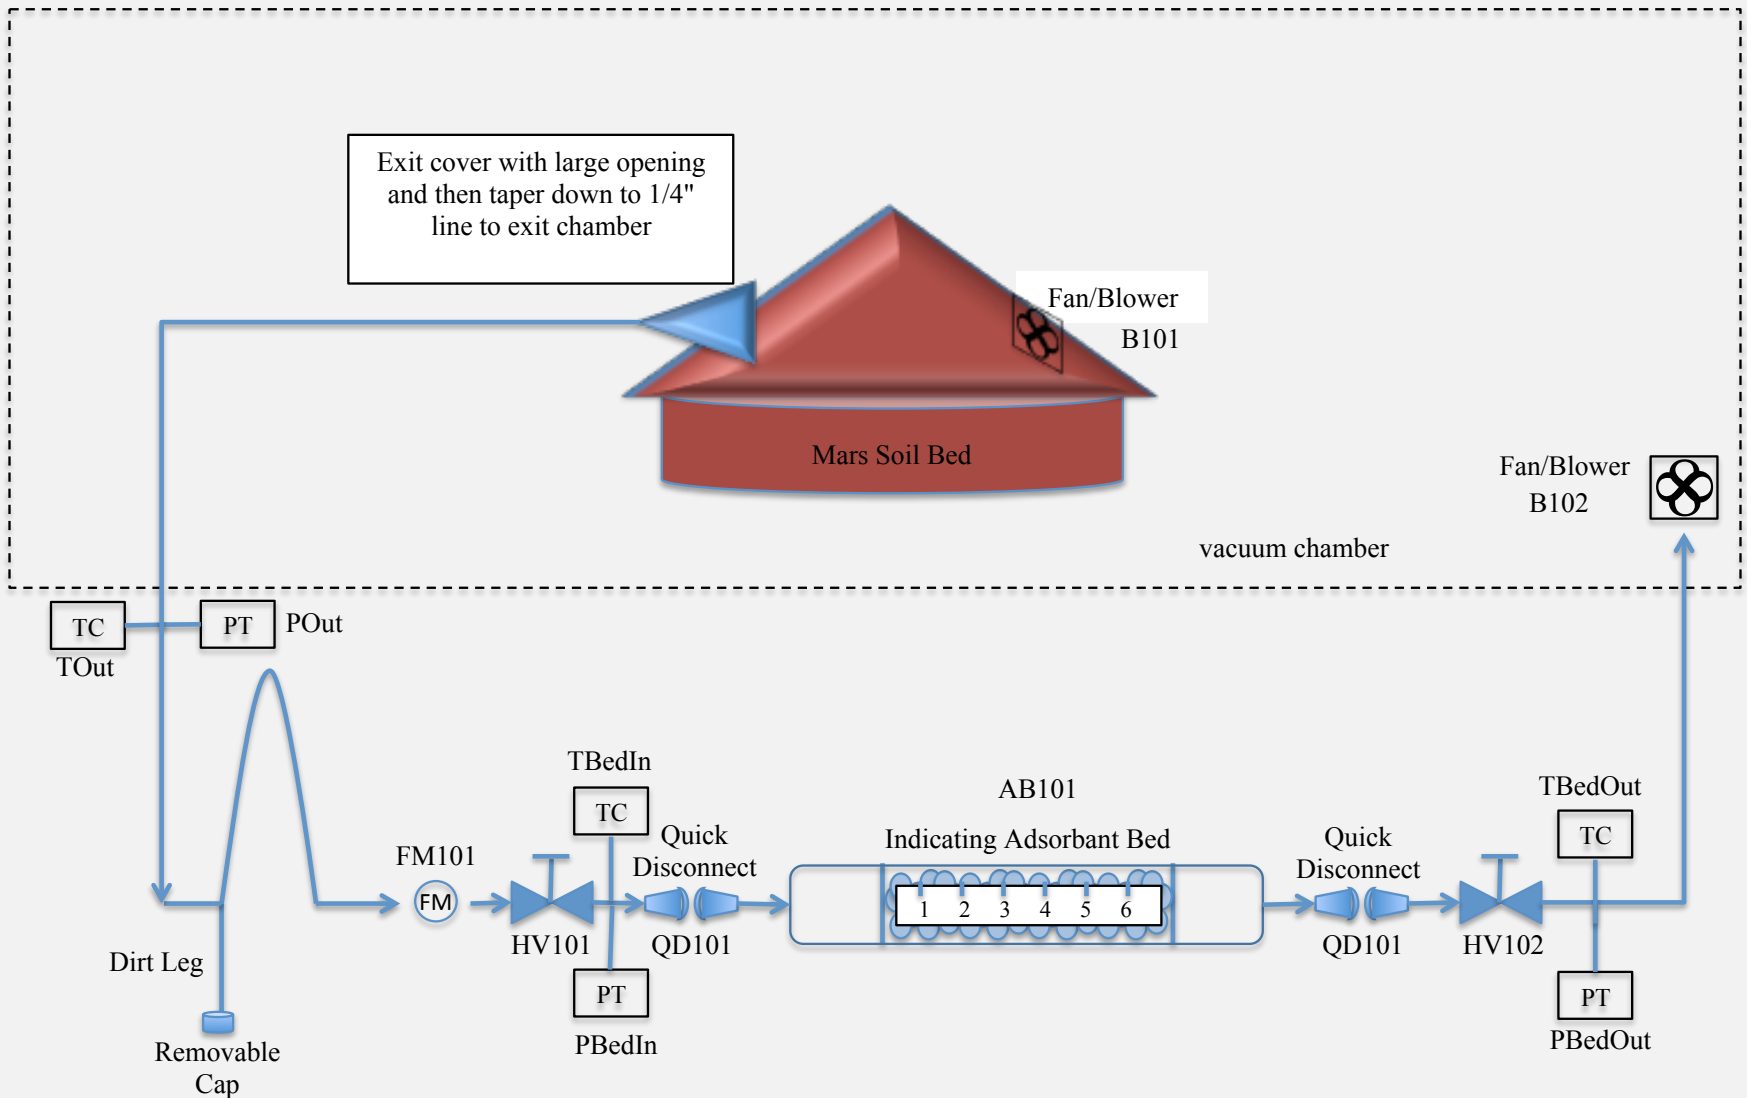 Exit cover with large opening
and then taper down to 1/4"
line to exit chamber
Fan/Blower
B101
Mars Soil Bed
Fan/Blower
B102
vacuum chamber
TC
PT
POut
TOut
TBedIn
TC
AB101
TBedOut
TC
Quick
Disconnect
Indicating Adsorbant Bed
Quick
Disconnect
FM101
FM
1 2 3 4 5 6
HV101
QD101
QD101
HV102
Dirt Leg
PT
PT
PBedIn
PBedOut
Removable
Cap